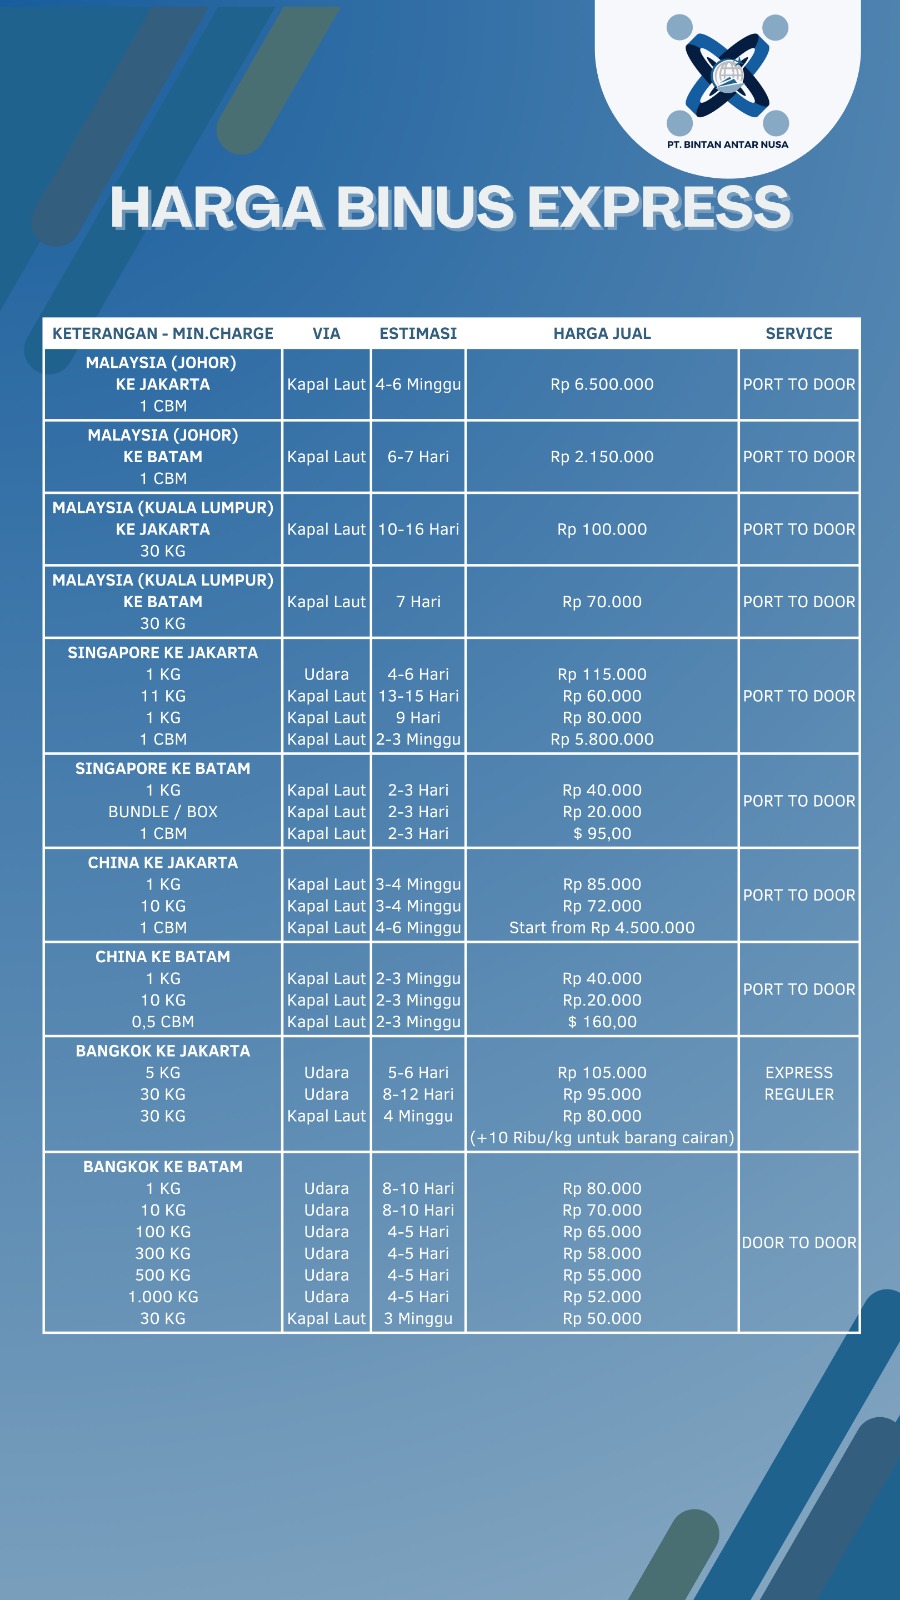 PT. BINTAN ANTAR NUSA
HARGA BINUS EXPRESS
KETERANGAN - MIN.CHARGE VIA ESTIMASI HARGA JUAL SERVICE
MALAYSIA (JOHOR)
KE JAKARTA Kapal Laut 4-6 Minggu Rp 6.500.000 PORT TO DOOR
1 CBM
MALAYSIA (JOHOR)
KE BATAM Kapal Laut 6-7 Hari Rp 2.150.000 PORT TO DOOR
1 CBM
MALAYSIA (KUALA LUMPUR)
KE JAKARTA Kapal Laut 10-16 Hari Rp 100.000 PORT TO DOOR
30 KG
MALAYSIA (KUALA LUMPUR)
KE BATAM Kapal Laut 7 Hari Rp 70.000 PORT TO DOOR
30 KG
SINGAPORE KE JAKARTA
1 KG Udara 4-6 Hari Rp 115.000
11 KG Kapal Laut 13-15 Hari Rp 60.000 PORT TO DOOR
1 KG Kapal Laut 9 Hari Rp 80.000
1 CBM Kapal Laut 2-3 Minggu Rp 5.800.000
SINGAPORE KE BATAM
1 KG Kapal Laut 2-3 Hari Rp 40.000
BUNDLE / BOX Kapal Laut 2-3 Hari Rp 20.000 PORT TO DOOR
1 CBM Kapal Laut 2-3 Hari $ 95,00
CHINA KE JAKARTA
1 KG Kapal Laut 3-4 Minggu Rp 85.000 PORT TO DOOR
10 KG Kapal Laut 3-4 Minggu Rp 72.000
1 CBM Kapal Laut 4-6 Minggu Start from Rp 4.500.000
CHINA KE BATAM
1 KG Kapal Laut 2-3 Minggu Rp 40.000 PORT TO DOOR
10 KG Kapal Laut 2-3 Minggu Rp.20.000
0,5 CBM Kapal Laut 2-3 Minggu $ 160,00
BANGKOK KE JAKARTA
5 KG Udara 5-6 Hari Rp 105.000 EXPRESS
30 KG Udara 8-12 Hari Rp 95.000 REGULER
30 KG Kapal Laut 4 Minggu Rp 80.000
(+10 Ribu/kg untuk barang cairan)
BANGKOK KE BATAM
1 KG Udara 8-10 Hari Rp 80.000
10 KG Udara 8-10 Hari Rp 70.000
100 KG Udara 4-5 Hari Rp 65.000
300 KG Udara 4-5 Hari Rp 58.000 DOOR TO DOOR
500 KG Udara 4-5 Hari Rp 55.000
1.000 KG Udara 4-5 Hari Rp 52.000
30 KG Kapal Laut 3 Minggu Rp 50.000